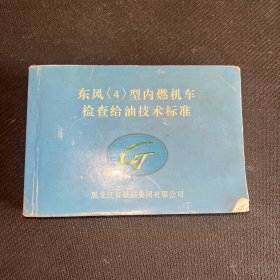 东风〈4〉型内燃机车
检查给油技术标准
黑龙江省铁路集团有限公司